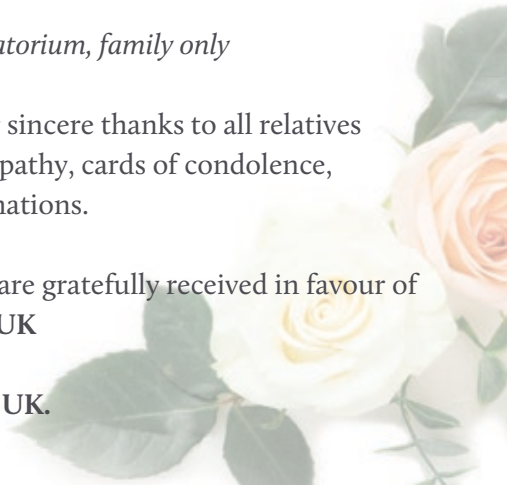 atorium, family only
sincere thanks to all relatives
pathy, cards of condolence,
nations.
are gratefully received in favour of
UK
UK.